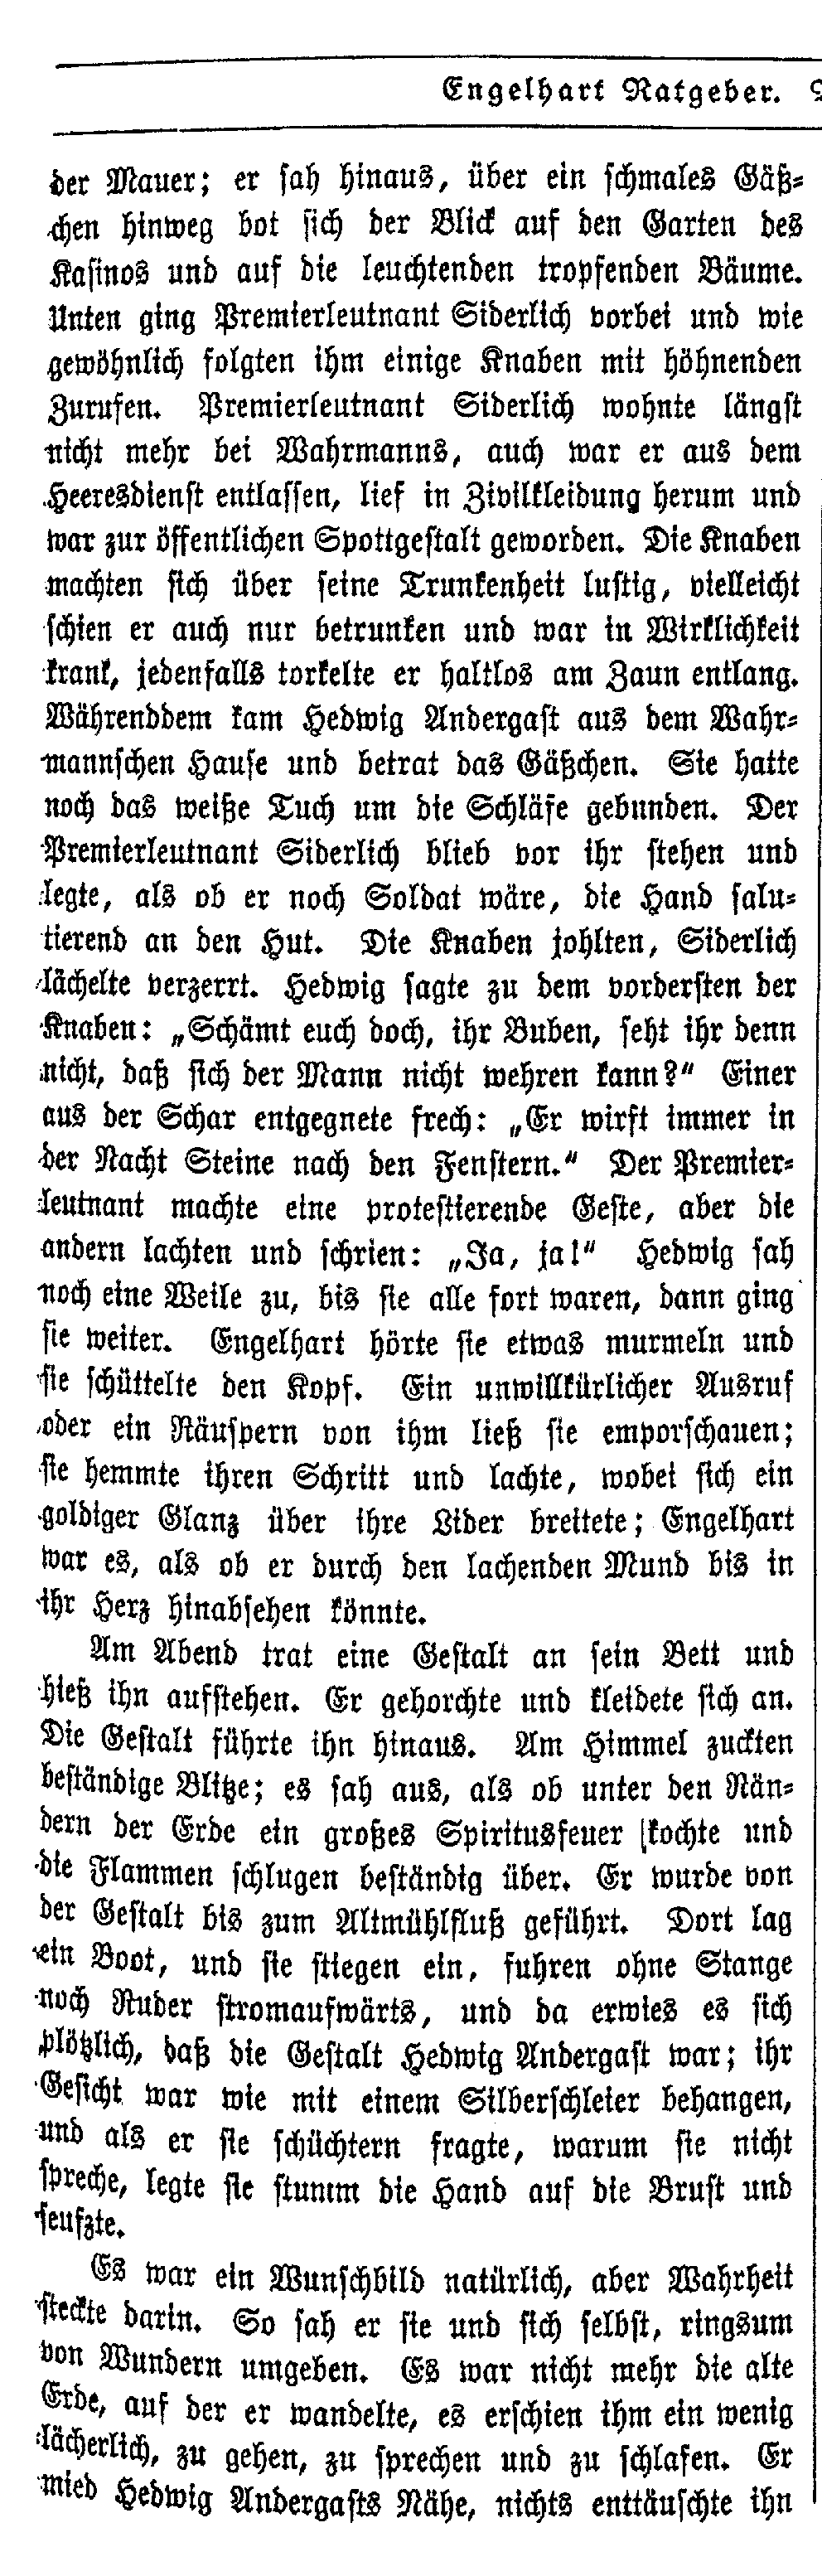 Engelhart Ratgeber.
der Mauer; er sah hinaus, über ein schmales Gäß-
chen hinweg bot sich der Blick auf den Garten des
Kasinos und auf die leuchtenden tropfenden Bäume.
Unten ging Premierleutnant Siderlich vorbei und wie
gewöhnlich folgten ihm einige Knaben mit höhnenden
Zurufen. Premierleutnant Siderlich wohnte längst
nicht mehr bei Wahrmanns, auch war er aus dem
Heeresdienst entlassen, lief in Zivilkleidung herum und
war zur öffentlichen Spottgestalt geworden. Die Knaben
machten sich über seine Trunkenheit lustig, vielleicht
schien er auch nur betrunken und war in Wirklichkeit
krank, jedenfalls torkelte er haltlos am Zaun entlang.
Währenddem kam Hedwig Andergast aus dem Wahr-
mannschen Hause und betrat das Gäßchen. Sie hatte
noch das weiße Tuch um die Schläfe gebunden. Der
Premierleutnant Siderlich blieb vor ihr stehen und
legte, als ob er noch Soldat wäre, die Hand salu-
tierend an den Hut. Die Knaben johlten, Siderlich
lächelte verzerrt. Hedwig sagte zu dem vordersten der
Knaben: „Schämt euch doch, ihr Buben, seht ihr denn
nicht, daß sich der Mann nicht wehren kann?“ Einer
aus der Schar entgegnete frech: „Er wirft immer in
der Nacht Steine nach den Fenstern.“ Der Premier-
leutnant machte eine protestierende Geste, aber die
andern lachten und schrien: „Ja, ja!“ Hedwig sah
noch eine Weile zu, bis sie alle fort waren, dann ging
sie weiter. Engelhart hörte sie etwas murmeln und
sie schüttelte den Kopf. Ein unwillkürlicher Ausruf
oder ein Räuspern von ihm ließ sie emporschauen;
sie hemmte ihren Schritt und lachte, wobei sich ein
goldiger Glanz über ihre Lider breitete; Engelhart
war es, als ob er durch den lachenden Mund bis in
ihr Herz hinabsehen könnte.
Am Abend trat eine Gestalt an sein Bett und
hieß ihn aufstehen. Er gehorchte und kleidete sich an.
Die Gestalt führte ihn hinaus. Am Himmel zuckten
beständige Blitze; es sah aus, als ob unter den Rän-
dern der Erde ein großes Spiritusfeuer kochte und
die Flammen schlugen beständig über. Er wurde von
der Gestalt bis zum Altmühlfluß geführt. Dort lag
ein Boot, und sie stiegen ein, fuhren ohne Stange
noch Ruder stromaufwärts, und da erwies es sich
plötzlich, daß die Gestalt Hedwig Andergast war; ihr
Gesicht war wie mit einem Silberschleier behangen,
und als er sie schüchtern fragte, warum sie nicht
spreche, legte sie stumm die Hand auf die Brust und
seufzte.
Es war ein Wunschbild natürlich, aber Wahrheit
steckte darin. So sah er sie und sich selbst, ringsum
von Wundern umgeben. Es war nicht mehr die alte
Erde, auf der er wandelte, es erschien ihm ein wenig
lächerlich, zu gehen, zu sprechen und zu schlafen. Er
mied Hedwig Andergasts Nähe, nichts enttäuschte ihn